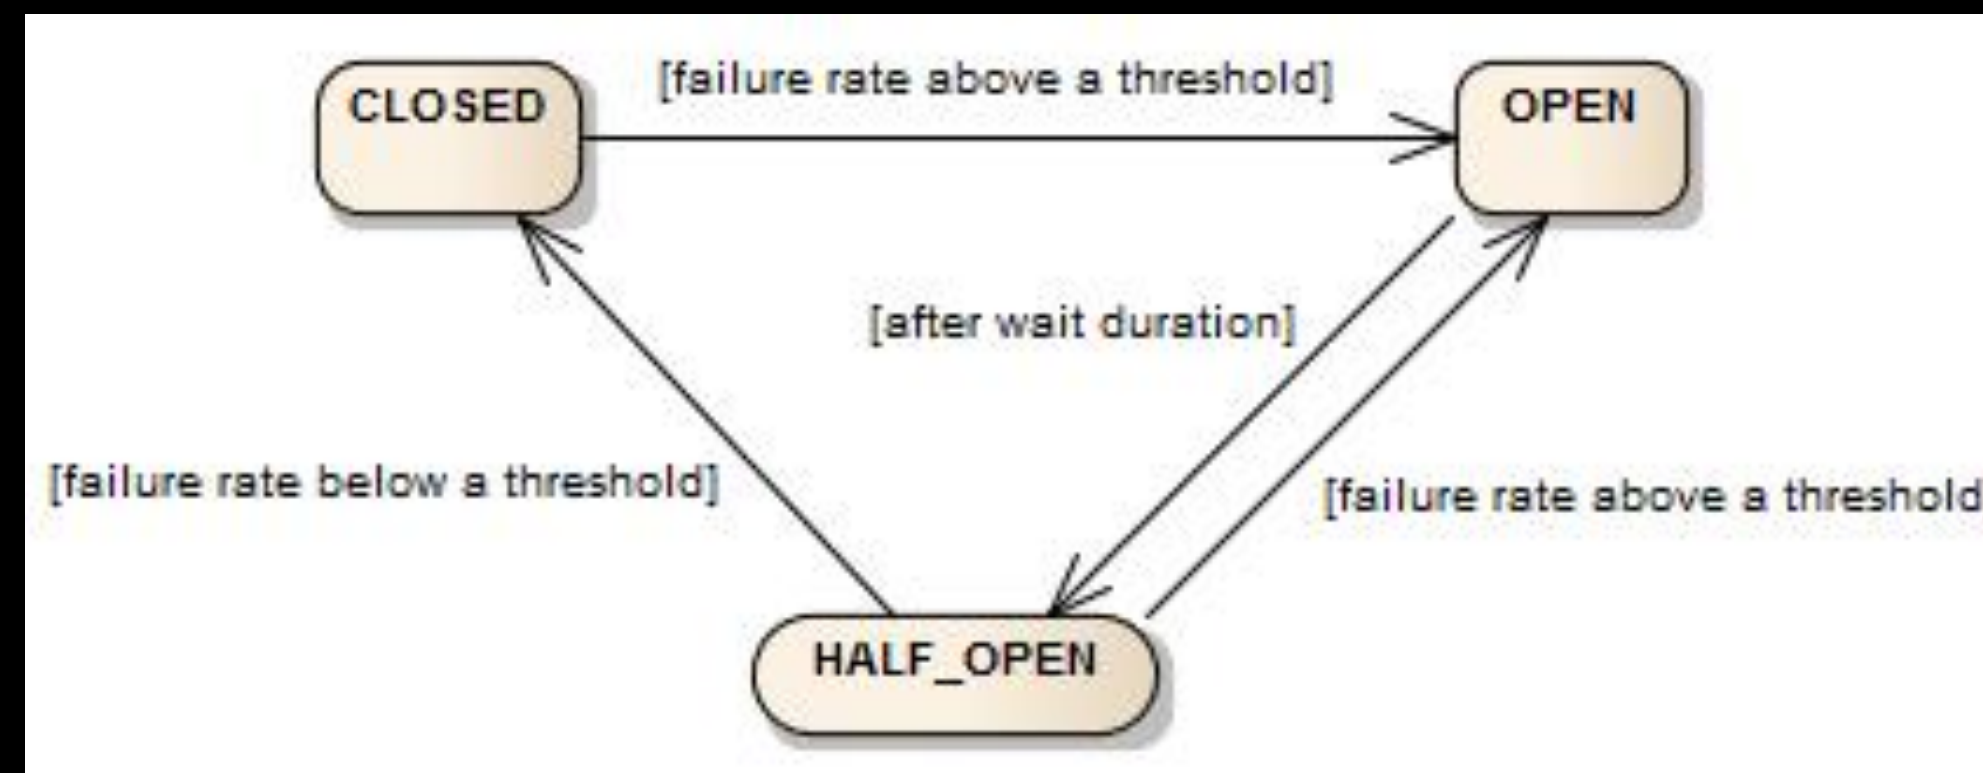 [failure rate above a threshold]
CLOSED
OPEN
[after wait duration]
[failure rate below a threshold]
[failure rate above a threshold
HALF_OPEN